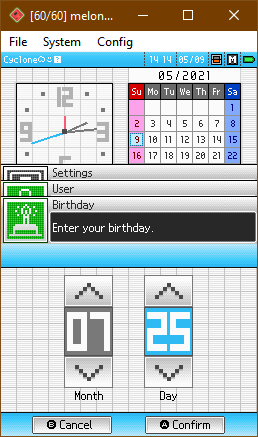 [60/60] melon...
File System Config
Cyclone 14 14 05/09 M
05/2021
12
3
9
6
Su Mo Tu We Th Fr Sa
1
2 3 4 5 6 7 8
9 10 11 12 13 14 15
16 17 18 19 20 21 22
Settings
User
Birthday
Enter your birthday.
07 25
Month Day
B Cancel A Confirm